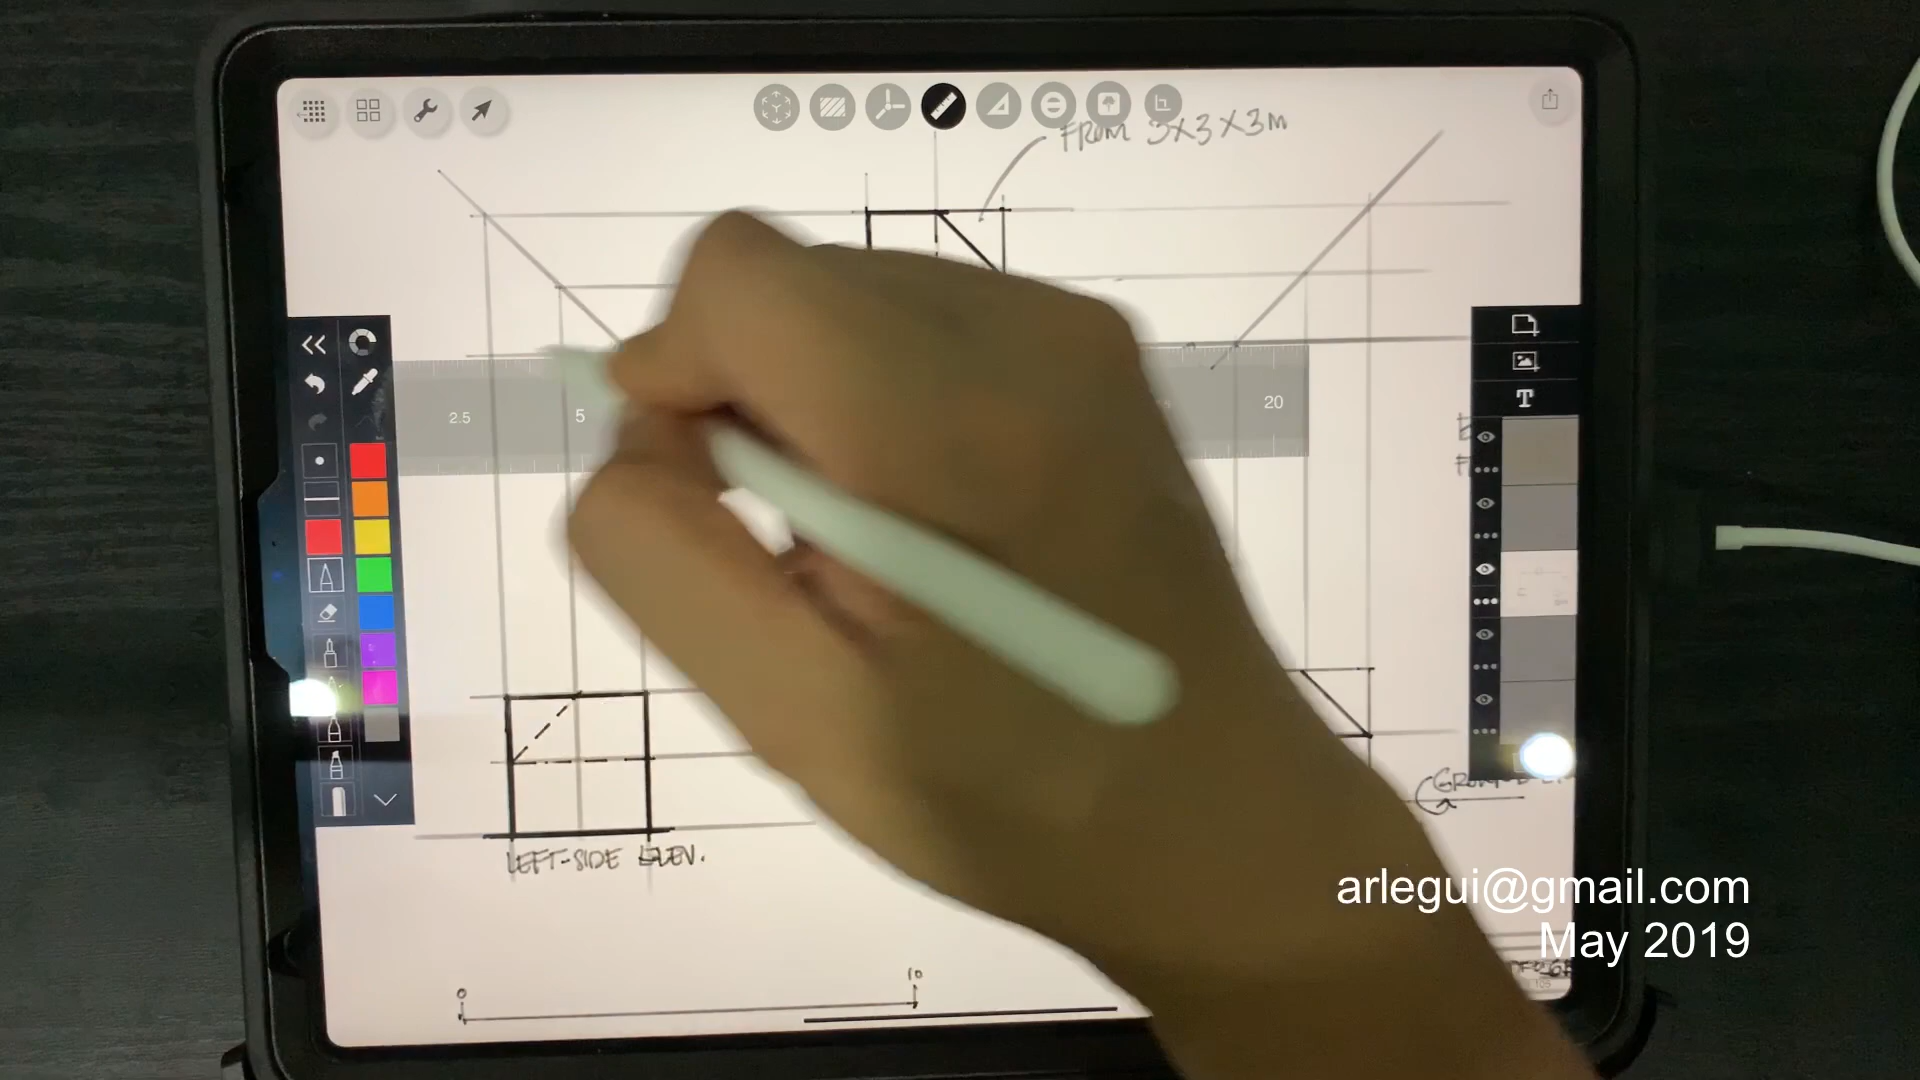 FROM 3X3X3M
2.5
5
20
T
LEFT-SIDE ELEV.
arlegui@gmail.com
May 2019
0
10